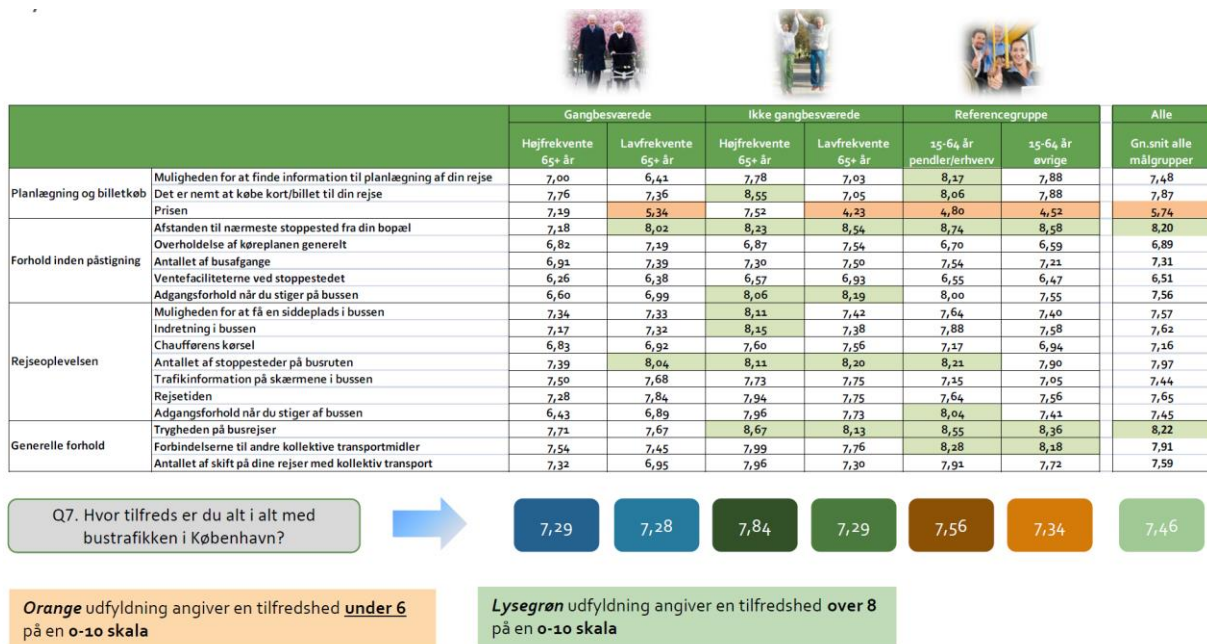 Gangbesværede Ikke gangbesværede Referencegruppe Alle
Højfrekvente 65+ år Lavfrekvente 65+ år Højfrekvente 65+ år Lavfrekvente 65+ år 15-64 år pendler/erhverv 15-64 år øvrige Gn.snit alle målgrupper
Planlægning og billetkøb
Muligheden for at finde information til planlægning af din rejse 7,00 6,41 7,78 7,03 8,17 7,88 7,48
Det er nemt at købe kort/billet til din rejse 7,76 7,36 8,55 7,05 8,06 7,88 7,87
Prisen 7,19 5,34 7,52 4,23 4,80 4,52 5,74
Forhold inden påstigning
Afstanden til nærmeste stoppested fra din bopæl 7,18 8,02 8,23 8,54 8,74 8,58 8,20
Overholdelse af køreplanen generelt 6,82 7,19 6,87 7,54 6,70 6,59 6,89
Antallet af busafgange 6,91 7,39 7,30 7,50 7,54 7,21 7,31
Ventefaciliteterne ved stoppestedet 6,26 6,38 6,57 6,93 6,55 6,47 6,51
Adgangsforhold når du stiger på bussen 6,60 6,99 8,06 8,19 8,00 7,55 7,56
Rejseoplevelsen
Muligheden for at få en siddeplads i bussen 7,34 7,33 8,11 7,42 7,64 7,40 7,57
Indretning i bussen 7,17 7,32 8,15 7,38 7,88 7,58 7,62
Chaufførens kørsel 6,83 6,92 7,60 7,56 7,17 6,94 7,16
Antallet af stoppesteder på busruten 7,39 8,04 8,11 8,20 8,21 7,90 7,97
Trafikinformation på skærmene i bussen 7,50 7,68 7,73 7,75 7,15 7,05 7,44
Rejsetiden 7,28 7,84 7,94 7,75 7,64 7,56 7,65
Adgangsforhold når du stiger af bussen 6,43 6,89 7,96 7,73 8,04 7,41 7,45
Generelle forhold
Trygheden på busrejser 7,71 7,67 8,67 8,13 8,55 8,36 8,22
Forbindelserne til andre kollektive transportmidler 7,54 7,45 7,99 7,76 8,28 8,18 7,91
Antallet af skift på dine rejser med kollektiv transport 7,32 6,95 7,96 7,30 7,91 7,72 7,59
Q7. Hvor tilfreds er du alt i alt med
bustrafikken i København?
7,29 7,28 7,84 7,29 7,56 7,34 7,46
Orange udfyldning angiver en tilfredshed under 6
på en 0-10 skala
Lysegrøn udfyldning angiver en tilfredshed over 8
på en 0-10 skala